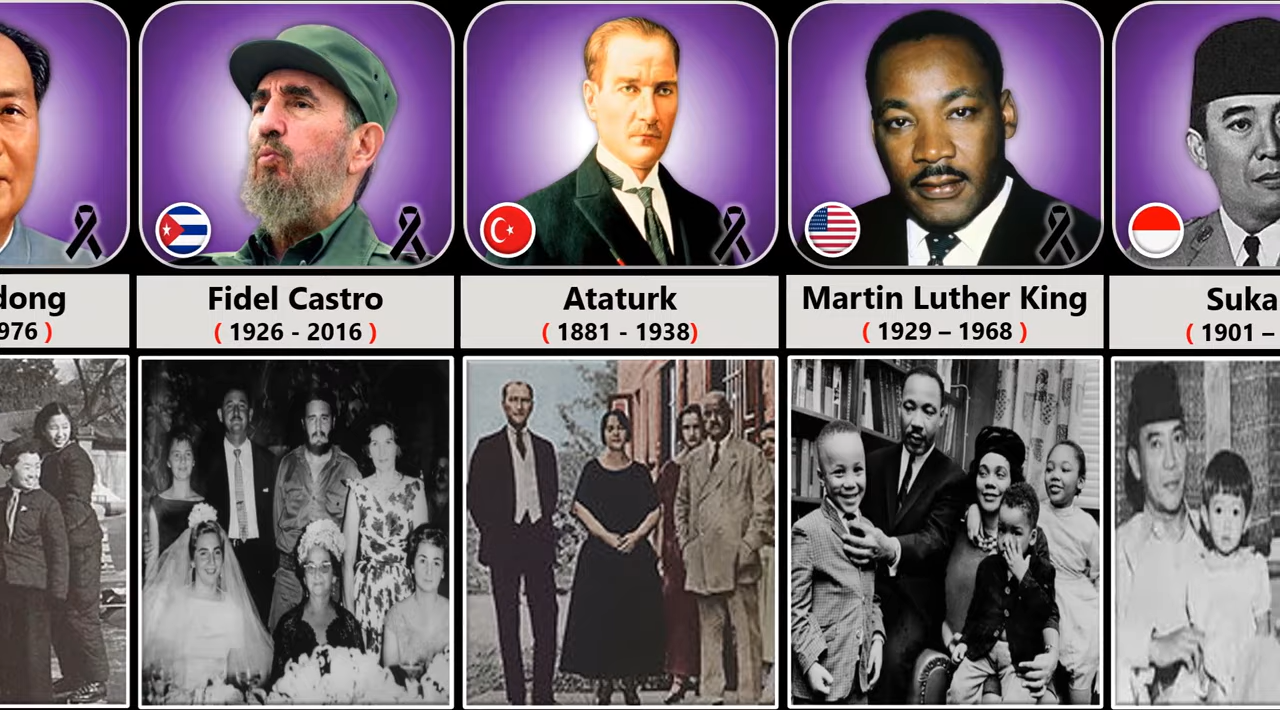 dong
976 )
Fidel Castro
( 1926 - 2016 )
Ataturk
( 1881 - 1938)
Martin Luther King
( 1929 – 1968 )
Suka
( 1901 –